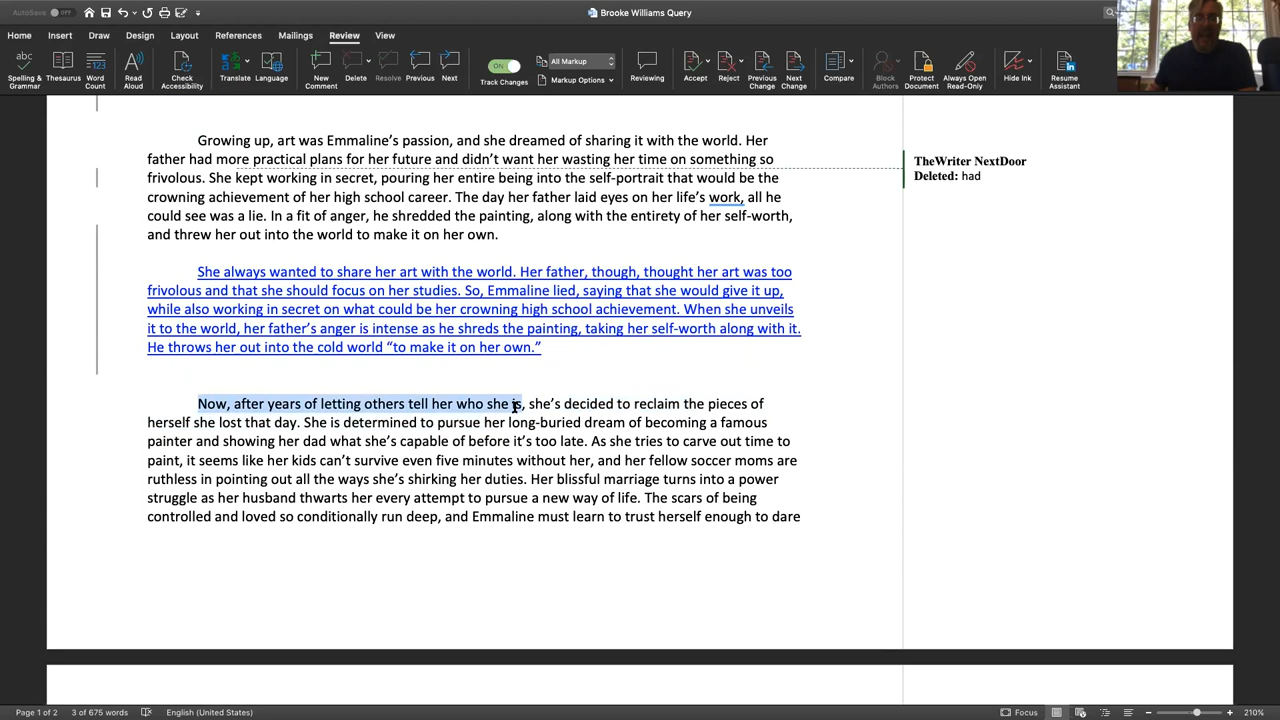 AutoSave OFF
Brooke Williams Query
Home Insert Draw Design Layout References Mailings Review View
abc Spelling & Grammar
Thesaurus
123 Word Count
Read Aloud
Check Accessibility
Translate
Language
New Comment
Delete
Resolve
Previous
Next
ON Track Changes
All Markup
Markup Options
Reviewing
Accept
Reject
Previous Change
Next Change
Compare
Block Authors
Protect Document
Always Open Read-Only
Hide Ink
Resume Assistant
Growing up, art was Emmaline’s passion, and she dreamed of sharing it with the world. Her
father had more practical plans for her future and didn’t want her wasting her time on something so
frivolous. She kept working in secret, pouring her entire being into the self-portrait that would be the
crowning achievement of her high school career. The day her father laid eyes on her life’s work, all he
could see was a lie. In a fit of anger, he shredded the painting, along with the entirety of her self-worth,
and threw her out into the world to make it on her own.
TheWriter NextDoor
Deleted: had
She always wanted to share her art with the world. Her father, though, thought her art was too
frivolous and that she should focus on her studies. So, Emmaline lied, saying that she would give it up,
while also working in secret on what could be her crowning high school achievement. When she unveils
it to the world, her father’s anger is intense as he shreds the painting, taking her self-worth along with it.
He throws her out into the cold world “to make it on her own.”
Now, after years of letting others tell her who she is, she’s decided to reclaim the pieces of
herself she lost that day. She is determined to pursue her long-buried dream of becoming a famous
painter and showing her dad what she’s capable of before it’s too late. As she tries to carve out time to
paint, it seems like her kids can’t survive even five minutes without her, and her fellow soccer moms are
ruthless in pointing out all the ways she’s shirking her duties. Her blissful marriage turns into a power
struggle as her husband thwarts her every attempt to pursue a new way of life. The scars of being
controlled and loved so conditionally run deep, and Emmaline must learn to trust herself enough to dare
Page 1 of 2 3 of 675 words English (United States) Focus 210%